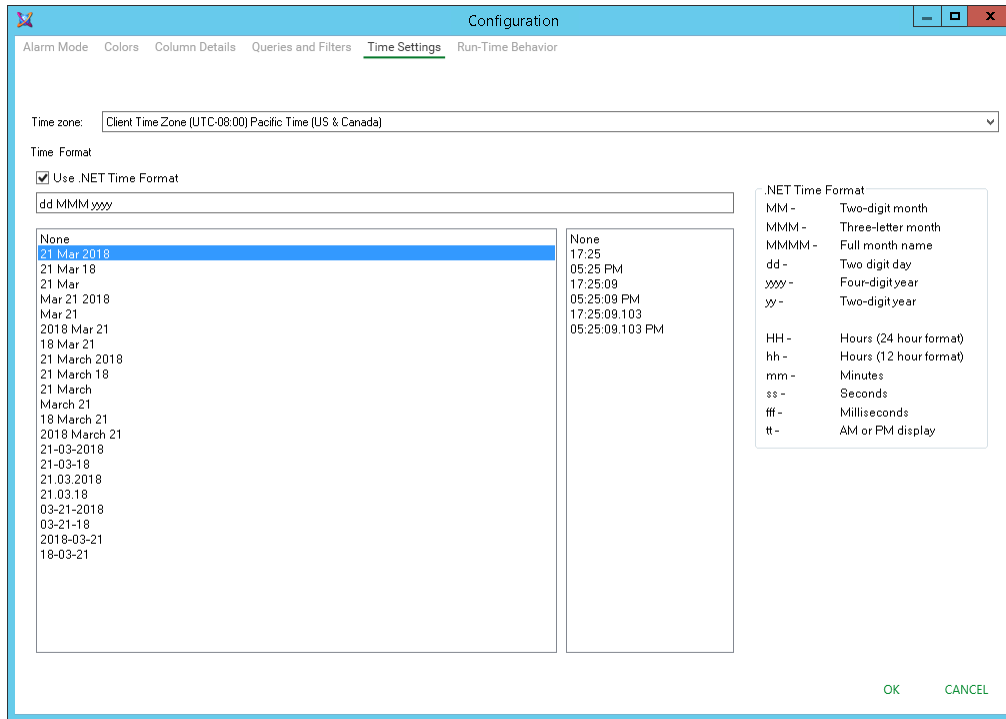 Configuration
Alarm Mode Colors Column Details Queries and Filters Time Settings Run-Time Behavior
Time zone: Client Time Zone (UTC-08:00) Pacific Time (US & Canada)
Time Format
Use .NET Time Format
dd MMM yyyy
None
21 Mar 2018
21 Mar 18
21 Mar
Mar 21 2018
Mar 21
2018 Mar 21
18 Mar 21
21 March 2018
21 March 18
21 March
March 21
18 March 21
2018 March 21
21-03-2018
21-03-18
21.03.2018
21.03.18
03-21-2018
03-21-18
2018-03-21
18-03-21
None
17:25
05:25 PM
17:25:09
05:25:09 PM
17:25:09.103
05:25:09.103 PM
.NET Time Format
MM - Two-digit month
MMM - Three-letter month
MMMM - Full month name
dd - Two digit day
yyyy - Four-digit year
yy - Two-digit year
HH - Hours (24 hour format)
hh - Hours (12 hour format)
mm - Minutes
ss - Seconds
fff - Milliseconds
tt - AM or PM display
OK CANCEL